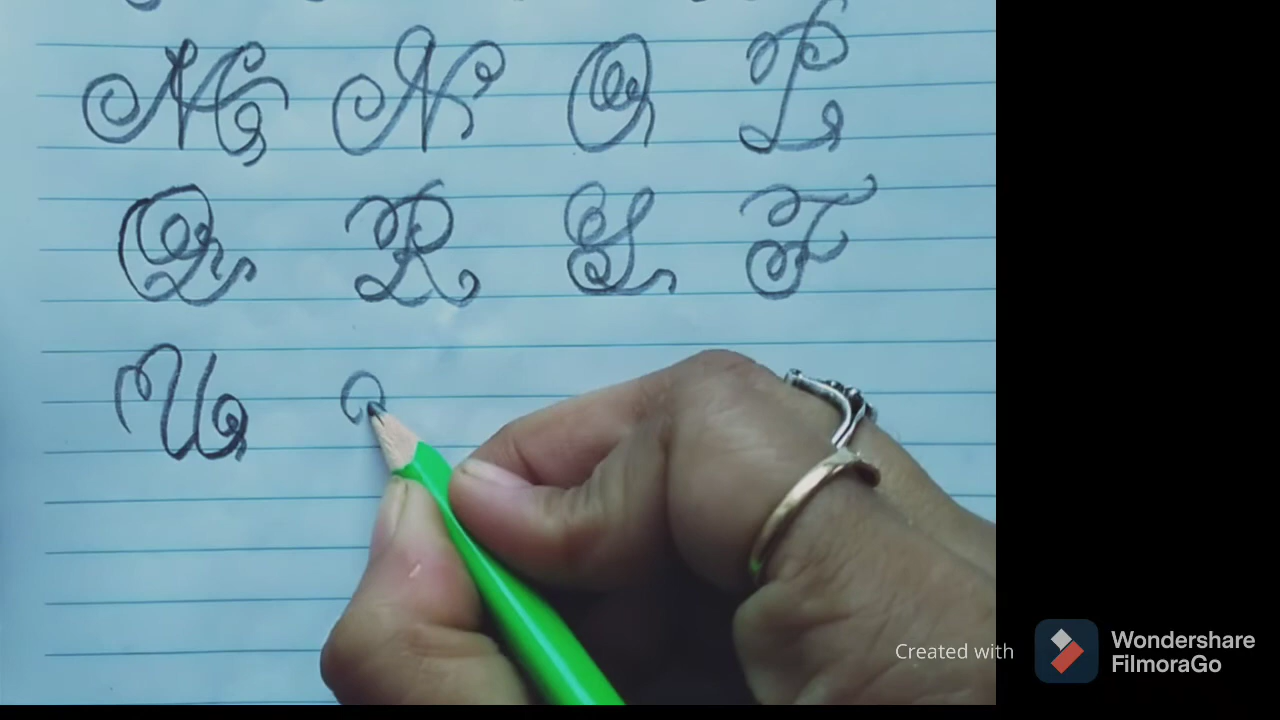 M N O P
Q R S T
U
Created with
Wondershare
FilmoraGo